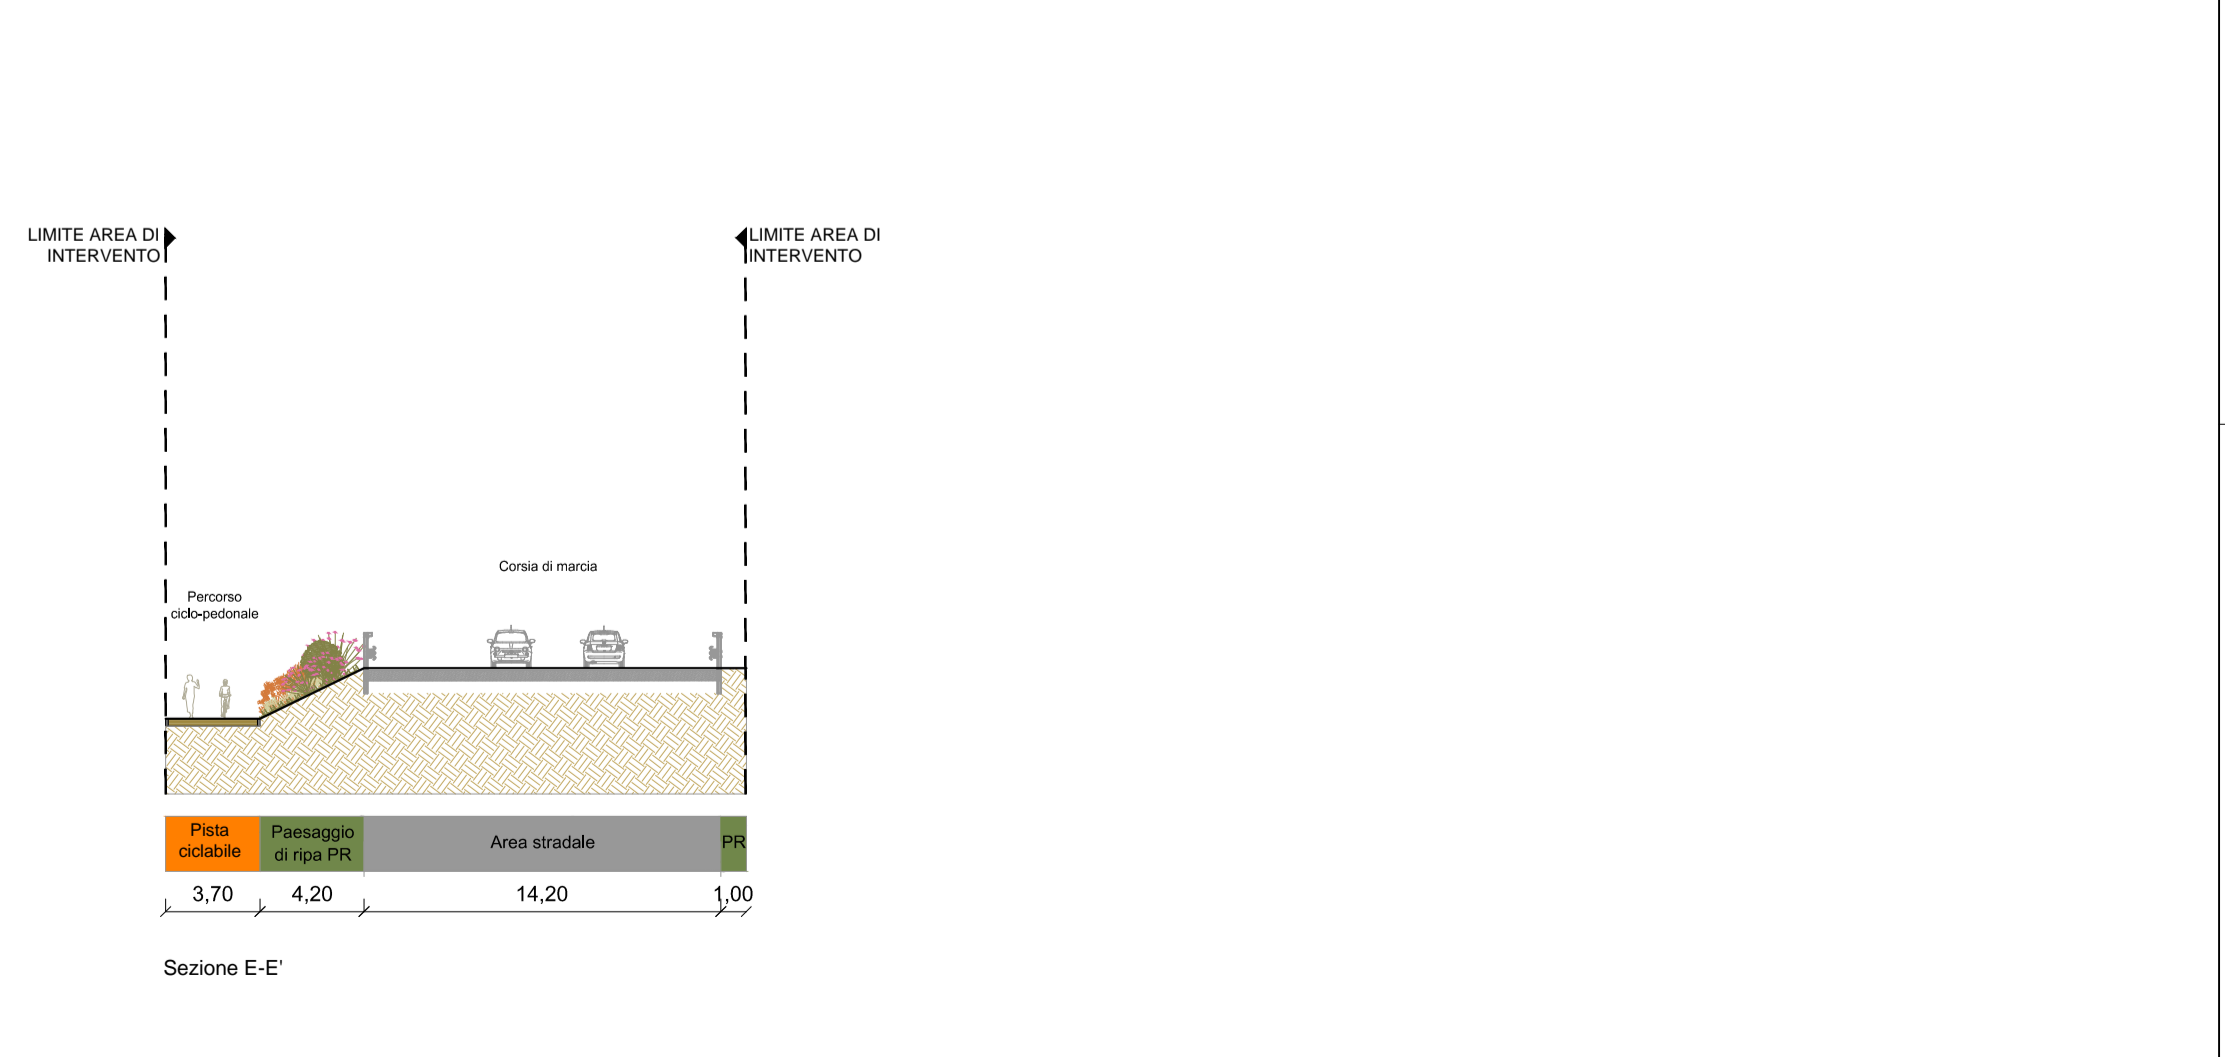 LIMITE AREA DI
INTERVENTO
LIMITE AREA DI
INTERVENTO
Corsia di marcia
Percorso
ciclo-pedonale
Pista
ciclabile
Paesaggio
di ripa PR
Area stradale
PR
3,70
4,20
14,20
1,00
Sezione E-E'